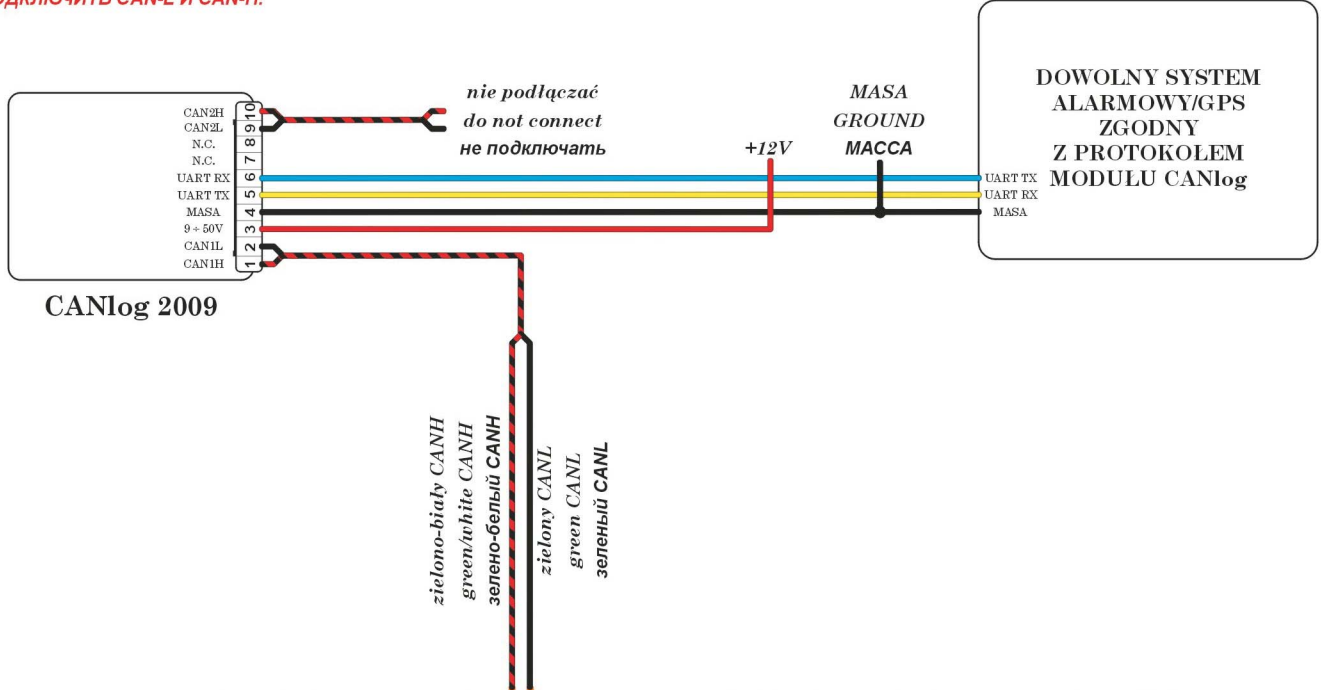 ПОДКЛЮЧИТЬ CAN-L И CAN-H.
nie podłączać
do not connect
не подключать
+12V
MASA
GROUND
МАССА
DOWOLNY SYSTEM
ALARMOWY/GPS
ZGODNY
Z PROTOKOŁEM
MODUŁU CANlog
UART TX
UART RX
MASA
CAN2H 10
CAN2L 9
N.C. 8
N.C. 7
UART RX 6
UART TX 5
MASA 4
9÷50V 3
CAN1L 2
CAN1H 1
CANlog 2009
zielono-biały CANH
green/white CANH
зелено-белый CANH
zielony CANL
green CANL
зеленый CANL